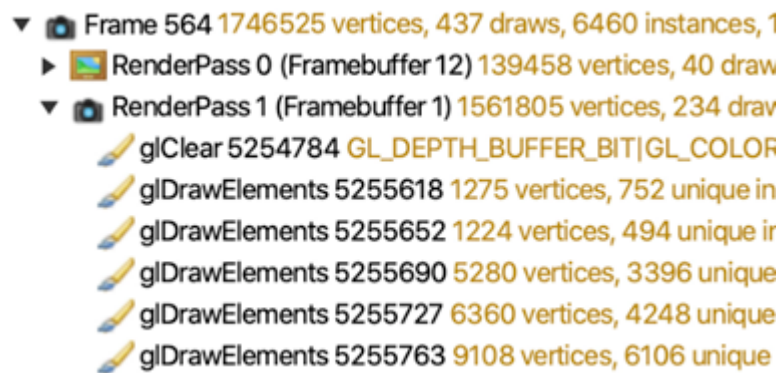 Frame 564 1746525 vertices, 437 draws, 6460 instances, 1
RenderPass 0 (Framebuffer 12) 139458 vertices, 40 draw
RenderPass 1 (Framebuffer 1) 1561805 vertices, 234 draw
glClear 5254784 GL_DEPTH_BUFFER_BIT|GL_COLOR
glDrawElements 5255618 1275 vertices, 752 unique in
glDrawElements 5255652 1224 vertices, 494 unique in
glDrawElements 5255690 5280 vertices, 3396 unique
glDrawElements 5255727 6360 vertices, 4248 unique
glDrawElements 5255763 9108 vertices, 6106 unique